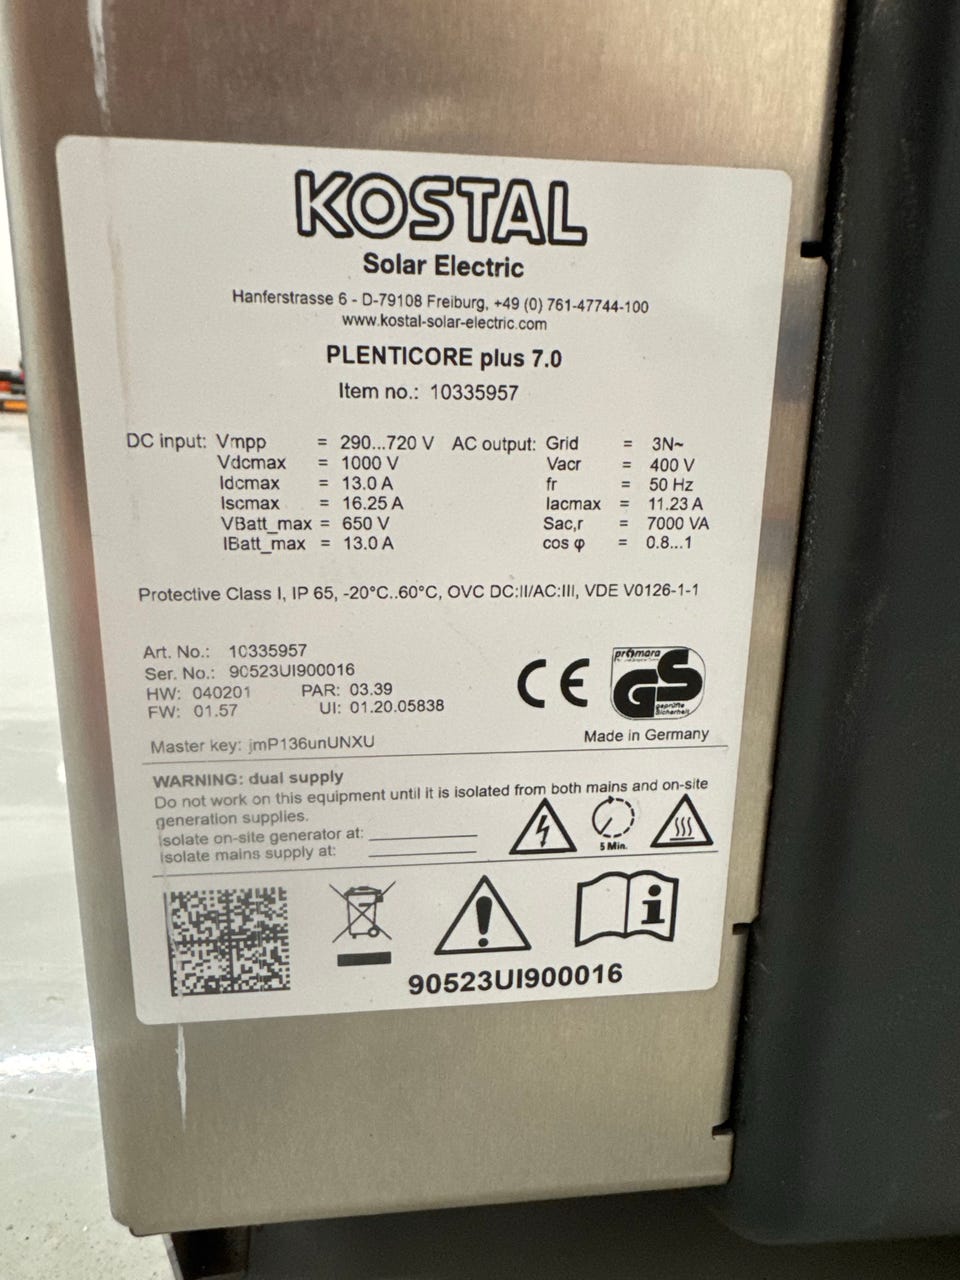 KOSTAL
Solar Electric
Hanferstrasse 6 - D-79108 Freiburg, +49 (0) 761-47744-100
www.kostal-solar-electric.com
PLENTICORE plus 7.0
Item no.: 10335957
DC input: Vmpp = 290...720 V AC output: Grid = 3N~
Vdcmax = 1000 V Vacr = 400 V
Idcmax = 13.0 A fr = 50 Hz
Iscmax = 16.25 A Iacmax = 11.23 A
VBatt_max = 650 V Sac,r = 7000 VA
IBatt_max = 13.0 A cos φ = 0.8...1
Protective Class I, IP 65, -20°C..60°C, OVC DC:II/AC:III, VDE V0126-1-1
Art. No.: 10335957
Ser. No.: 90523UI900016
HW: 040201 PAR: 03.39
FW: 01.57 UI: 01.20.05838
Master key: jmP136unUNXU
CE
primara
GS
geprüfte
Sicherheit
Made in Germany
WARNING: dual supply
Do not work on this equipment until it is isolated from both mains and on-site
generation supplies.
Isolate on-site generator at:
Isolate mains supply at:
5 Min.
90523UI900016